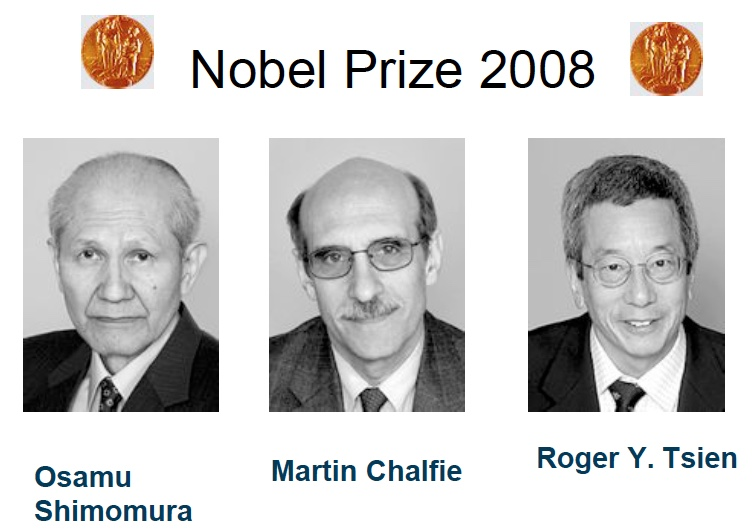 Nobel Prize 2008
Osamu
Shimomura
Martin Chalfie
Roger Y. Tsien